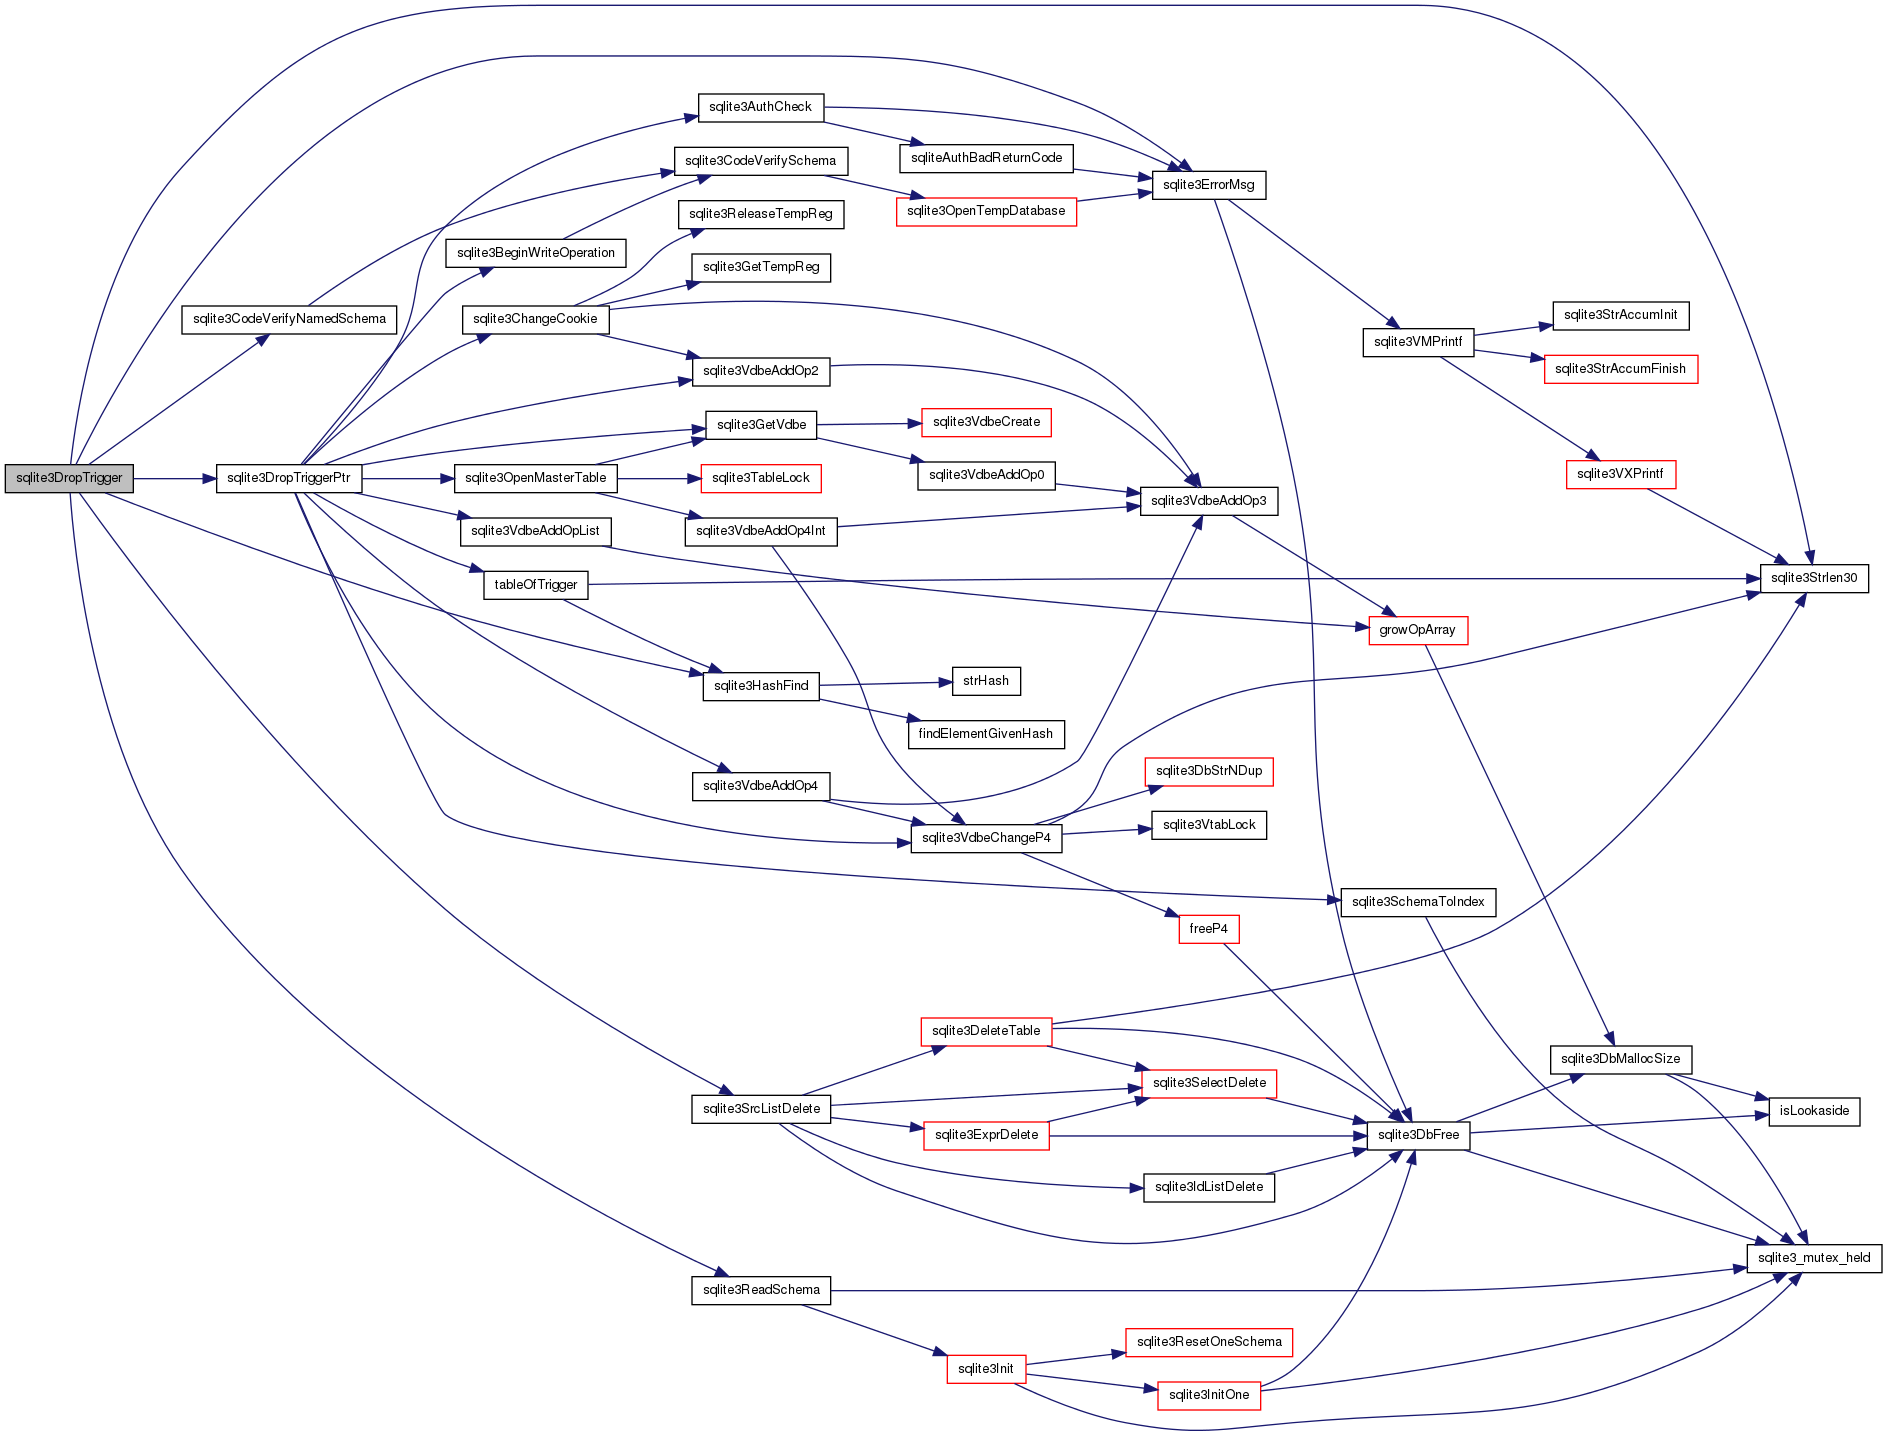 sqlite3DropTrigger
sqlite3CodeVerifyNamedSchema
sqlite3DropTriggerPtr
sqlite3BeginWriteOperation
sqlite3ChangeCookie
sqlite3OpenMasterTable
sqlite3VdbeAddOpList
tableOfTrigger
sqlite3AuthCheck
sqlite3CodeVerifySchema
sqlite3ReleaseTempReg
sqlite3GetTempReg
sqlite3VdbeAddOp2
sqlite3GetVdbe
sqlite3TableLock
sqlite3VdbeAddOp4Int
sqlite3HashFind
sqlite3VdbeAddOp4
sqlite3SrcListDelete
sqlite3ReadSchema
sqliteAuthBadReturnCode
sqlite3OpenTempDatabase
sqlite3VdbeCreate
sqlite3VdbeAddOp0
strHash
findElementGivenHash
sqlite3VdbeChangeP4
sqlite3DeleteTable
sqlite3ExprDelete
sqlite3Init
sqlite3ErrorMsg
sqlite3VdbeAddOp3
sqlite3DbStrNDup
sqlite3VtabLock
freeP4
sqlite3SelectDelete
sqlite3IdListDelete
sqlite3ResetOneSchema
sqlite3InitOne
sqlite3VMPrintf
growOpArray
sqlite3SchemaToIndex
sqlite3DbFree
sqlite3StrAccumInit
sqlite3StrAccumFinish
sqlite3VXPrintf
sqlite3DbMallocSize
sqlite3Strlen30
isLookaside
sqlite3_mutex_held